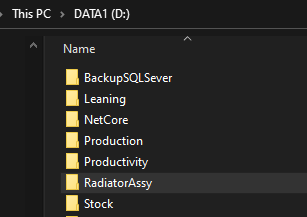 This PC > DATA1 (D:) >
Name
BackupSQLSever
Leaning
NetCore
Production
Productivity
RadiatorAssy
Stock